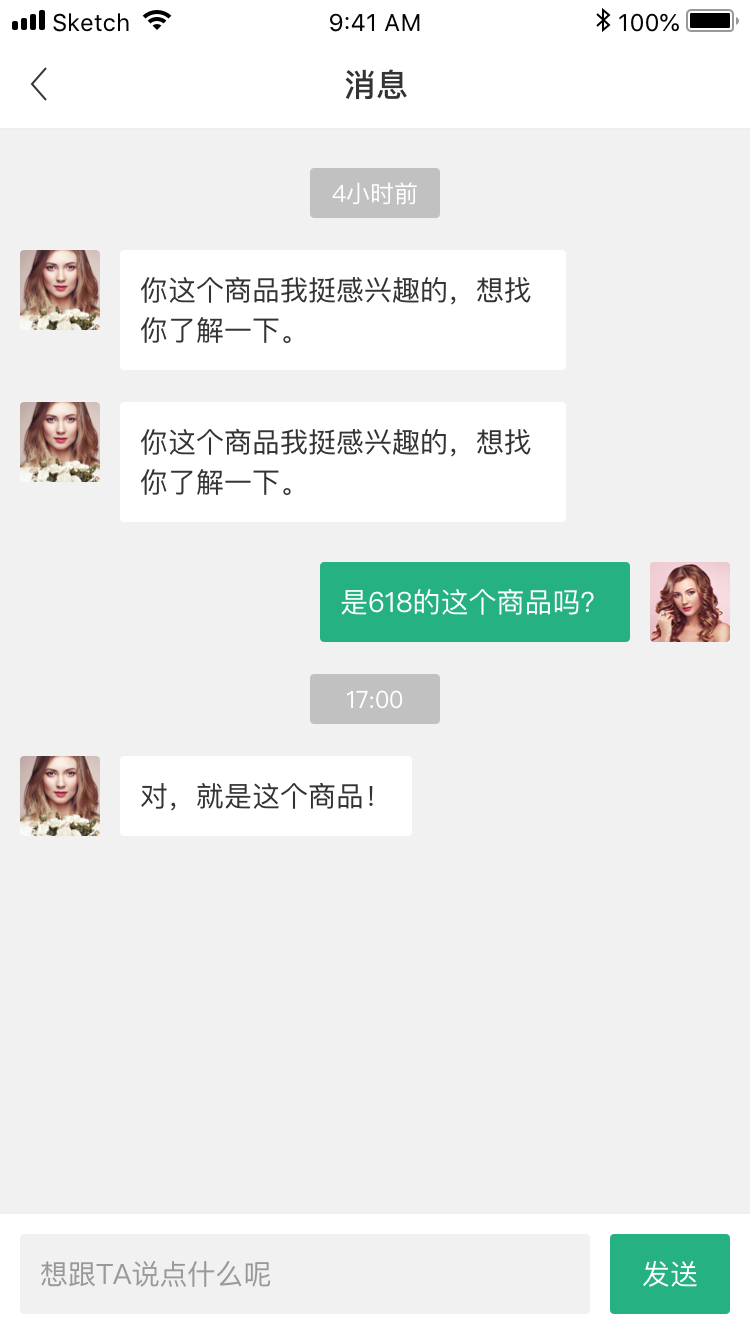 Sketch 9:41 AM 100%
消息
4小时前
你这个商品我挺感兴趣的，想找
你了解一下。
你这个商品我挺感兴趣的，想找
你了解一下。
是618的这个商品吗？
17:00
对，就是这个商品！
想跟TA说点什么呢
发送